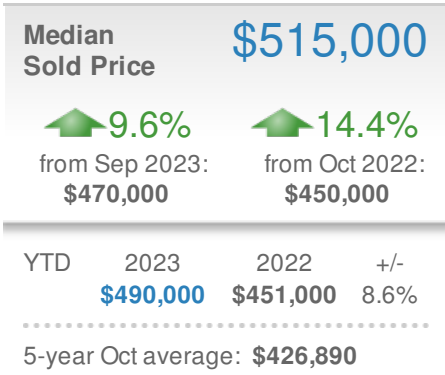 Median
Sold Price
$515,000
9.6% 14.4%
from Sep 2023: from Oct 2022:
$470,000 $450,000
YTD 2023 2022 +/-
$490,000 $451,000 8.6%
5-year Oct average: $426,890